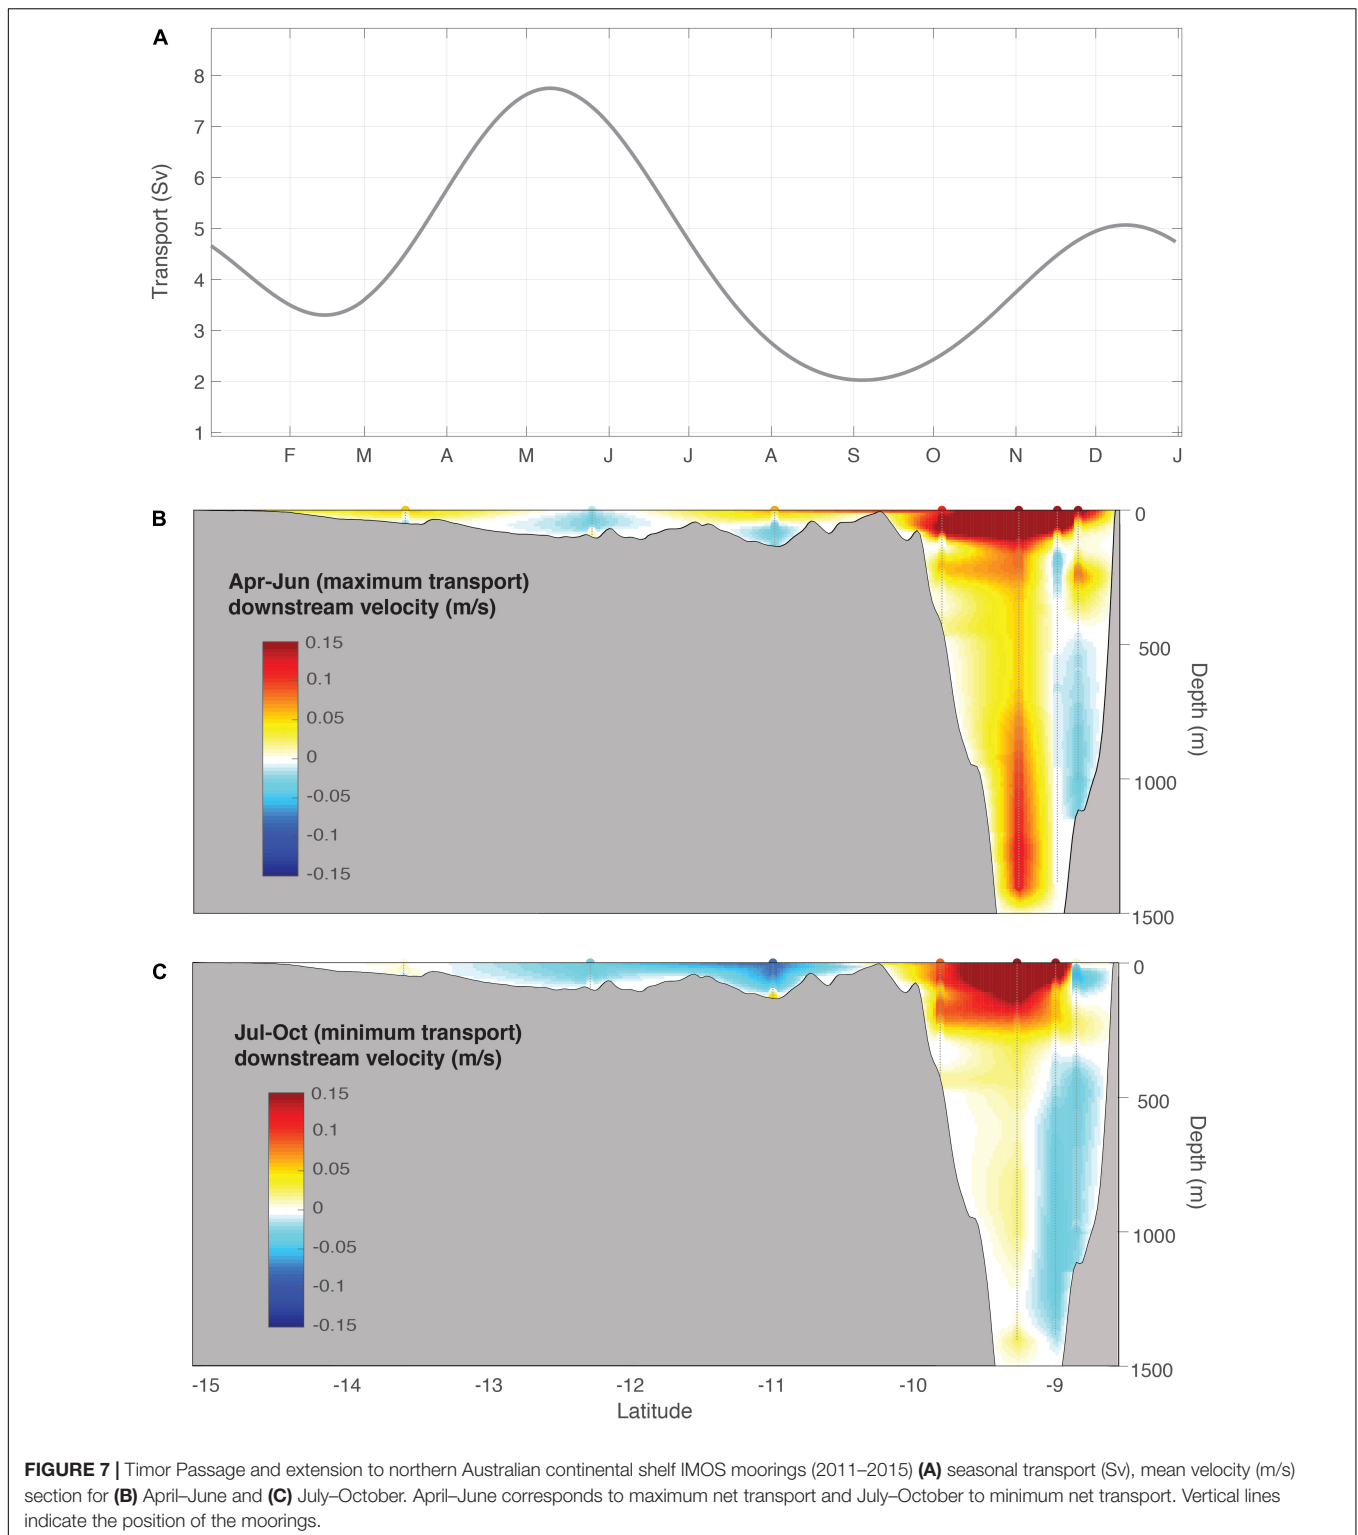 A
8
7
6
5
4
3
2
1
Transport (Sv)
F M A M J J A S O N D J
B
Apr-Jun (maximum transport)
downstream velocity (m/s)
0.15
0.1
0.05
0
-0.05
-0.1
-0.15
0
500
1000
1500
Depth (m)
C
Jul-Oct (minimum transport)
downstream velocity (m/s)
0.15
0.1
0.05
0
-0.05
-0.1
-0.15
0
500
1000
1500
Depth (m)
-15 -14 -13 -12 -11 -10 -9
Latitude
FIGURE 7 | Timor Passage and extension to northern Australian continental shelf IMOS moorings (2011–2015) (A) seasonal transport (Sv), mean velocity (m/s)
section for (B) April–June and (C) July–October. April–June corresponds to maximum net transport and July–October to minimum net transport. Vertical lines
indicate the position of the moorings.